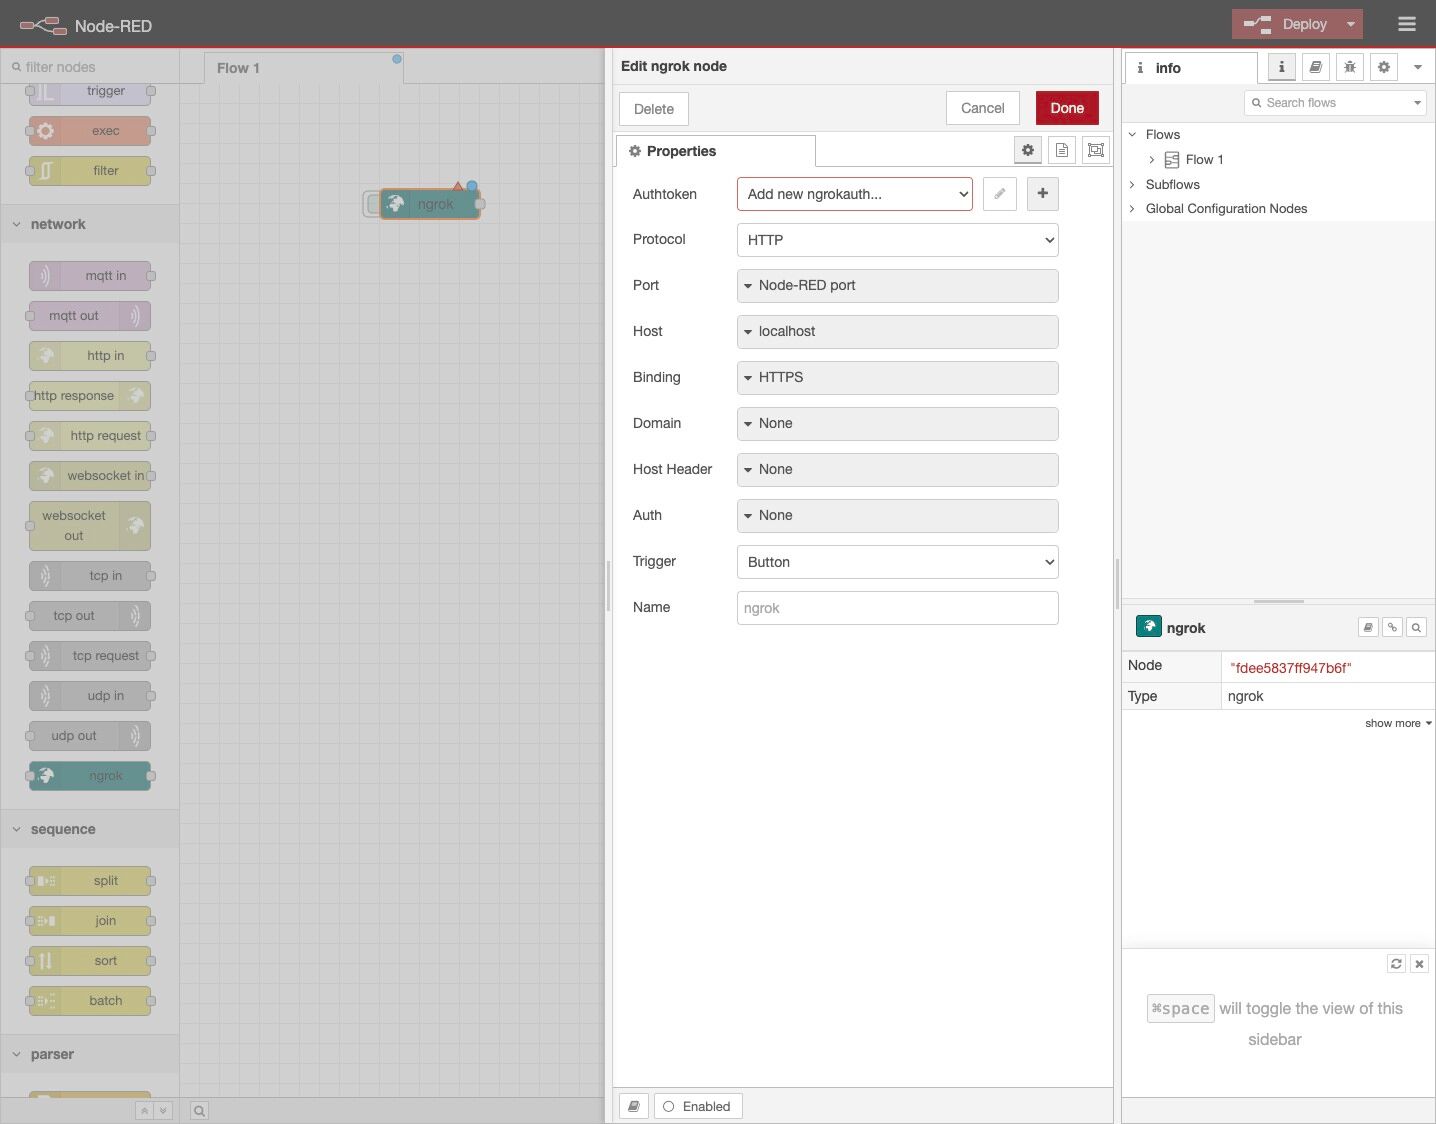 Node-RED
Deploy
filter nodes
trigger
exec
filter
network
mqtt in
mqtt out
http in
http response
http request
websocket in
websocket
out
tcp in
tcp out
tcp request
udp in
udp out
ngrok
sequence
split
join
sort
batch
parser
Flow 1
ngrok
Edit ngrok node
Delete
Cancel
Done
Properties
Authtoken
Add new ngrokauth...
Protocol
HTTP
Port
Node-RED port
Host
localhost
Binding
HTTPS
Domain
None
Host Header
None
Auth
None
Trigger
Button
Name
ngrok
Enabled
i info
i
Search flows
Flows
Flow 1
Subflows
Global Configuration Nodes
ngrok
Node
"fdee5837ff947b6f"
Type
ngrok
show more
⌘space will toggle the view of this
sidebar